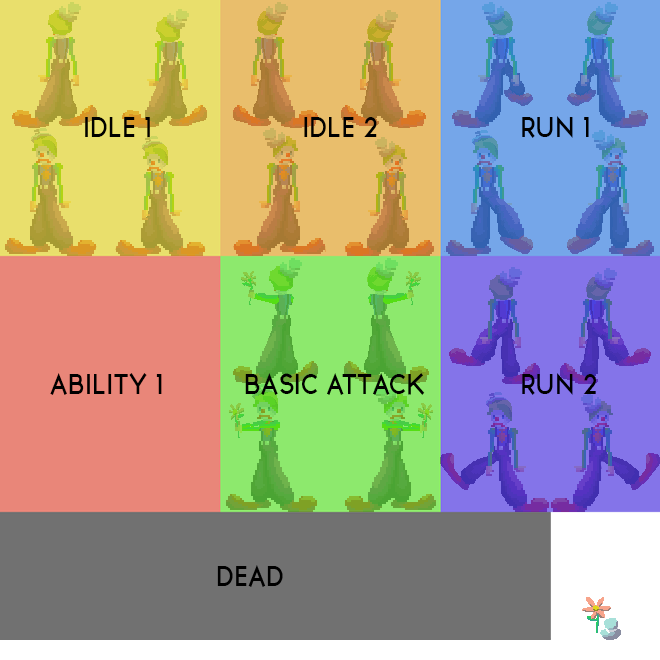 IDLE 1
IDLE 2
RUN 1
ABILITY 1
BASIC ATTACK
RUN 2
DEAD